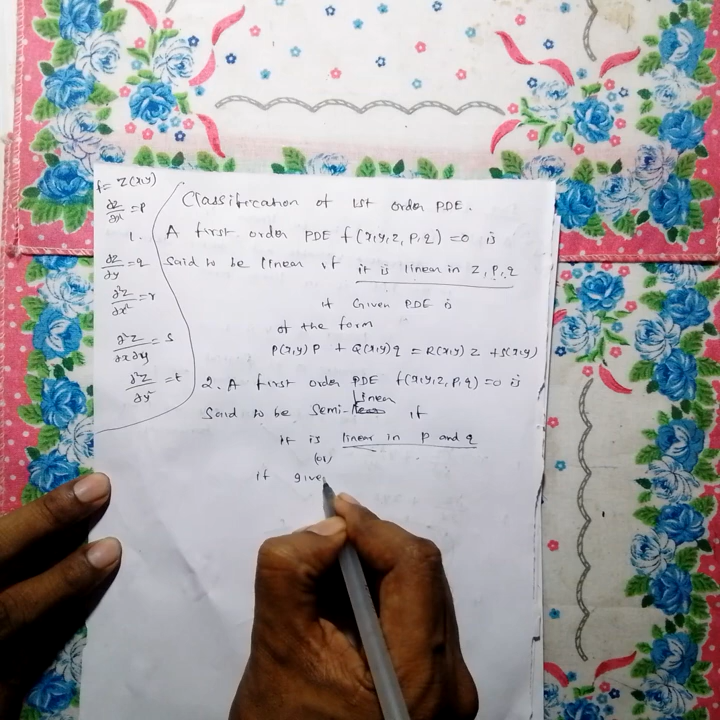 f= Z(x,y)
∂z/∂x = p
∂z/∂y = q
∂²z/∂x² = r
∂²z/∂x∂y = s
∂²z/∂y² = t
Classification of 1st order PDE.
1. A first order PDE f(x,y,z,p,q) =0 is
said to be linear if it is linear in z,p,q
if Given PDE is
of the form
P(x,y)p + Q(x,y)q = R(x,y) z + S(x,y)
2. A first order PDE f(x,y,z,p,q) =0 is
Linear
said to be semi- if
it is linear in p and q
(or)
if give